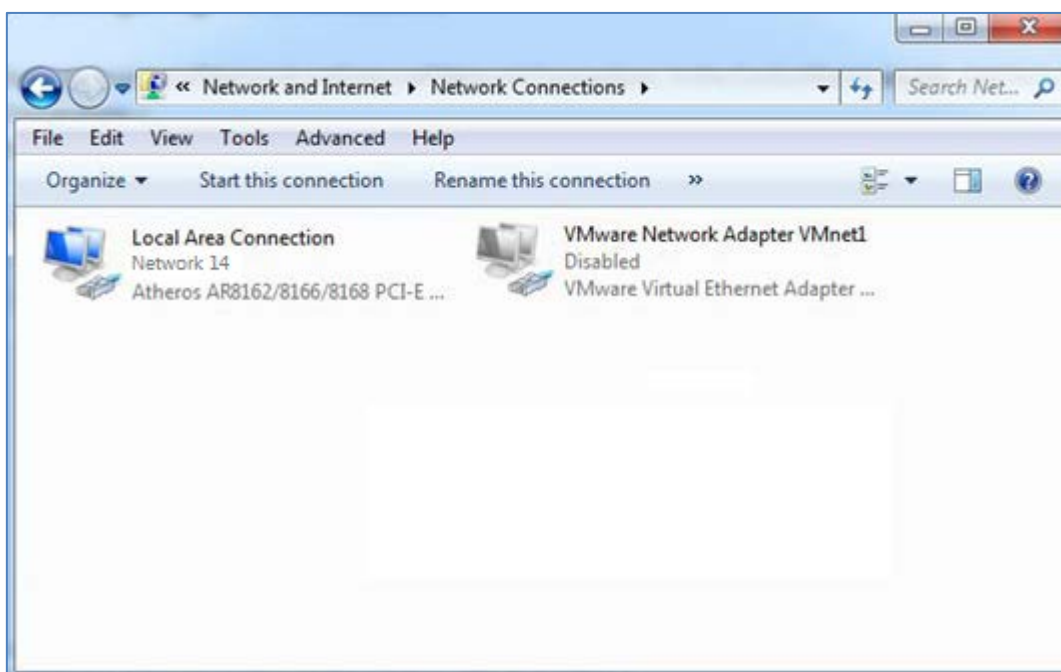 « Network and Internet ▸ Network Connections ▸ Search Net...
File Edit View Tools Advanced Help
Organize ▾ Start this connection Rename this connection »
Local Area Connection
Network 14
Atheros AR8162/8166/8168 PCI-E ...
VMware Network Adapter VMnet1
Disabled
VMware Virtual Ethernet Adapter ...